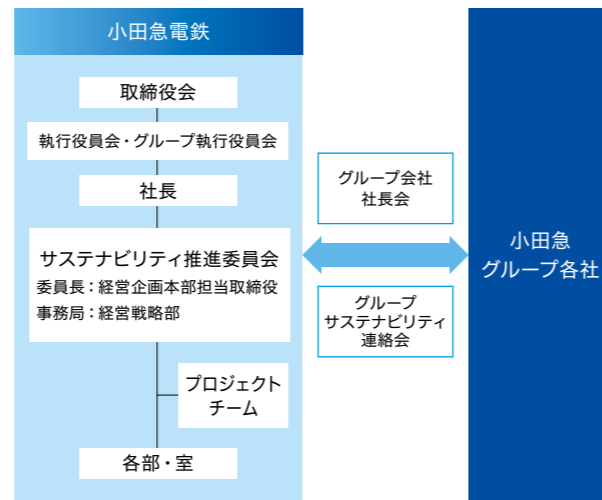 小田急電鉄
取締役会
執行役員会・グループ執行役員会
社長
サステナビリティ推進委員会
委員長：経営企画本部担当取締役
事務局：経営戦略部
プロジェクト
チーム
各部・室
グループ会社
社長会
グループ
サステナビリティ
連絡会
小田急
グループ各社